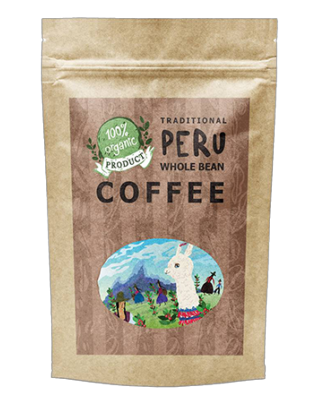 100%
organic
PRODUCT
TRADITIONAL
PERU
WHOLE BEAN
COFFEE